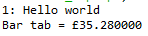 1: Hello world
Bar tab = £35.280000